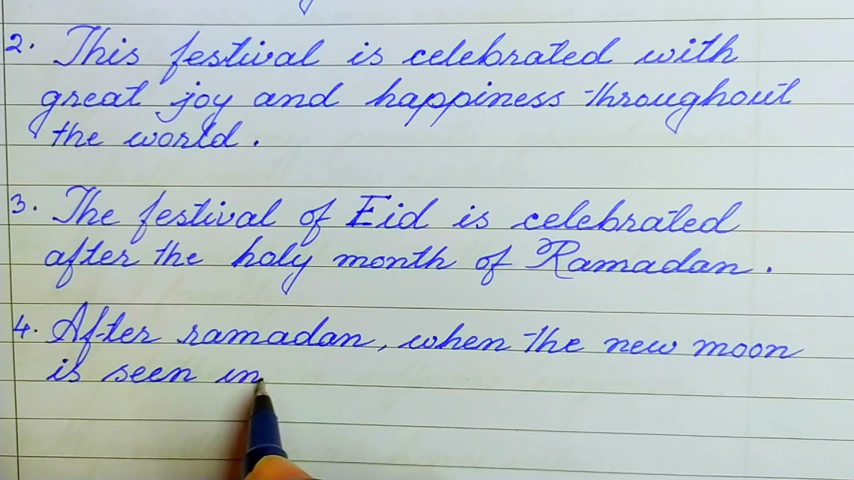 2. This festival is celebrated with
great joy and happiness throughout
the world.
3. The festival of Eid is celebrated
after the holy month of Ramadan.
4. After ramadan, when the new moon
is seen in